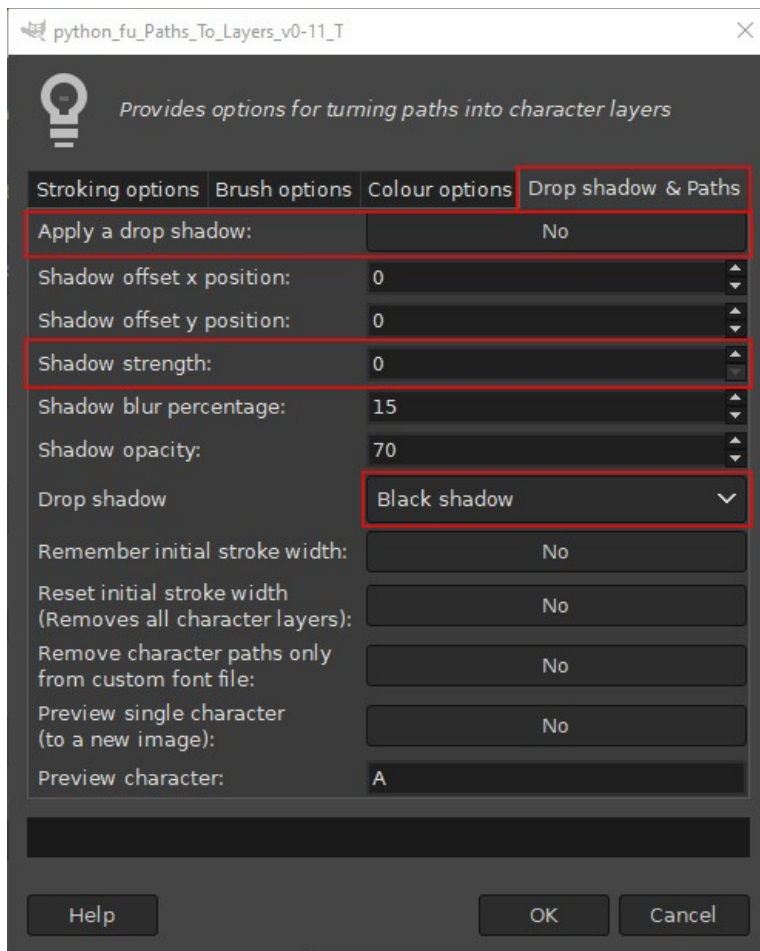 python_fu_Paths_To_Layers_v0-11_T
Provides options for turning paths into character layers
Stroking options Brush options Colour options Drop shadow & Paths
Apply a drop shadow: No
Shadow offset x position: 0
Shadow offset y position: 0
Shadow strength: 0
Shadow blur percentage: 15
Shadow opacity: 70
Drop shadow Black shadow
Remember initial stroke width: No
Reset initial stroke width
(Removes all character layers): No
Remove character paths only
from custom font file: No
Preview single character
(to a new image): No
Preview character: A
Help OK Cancel